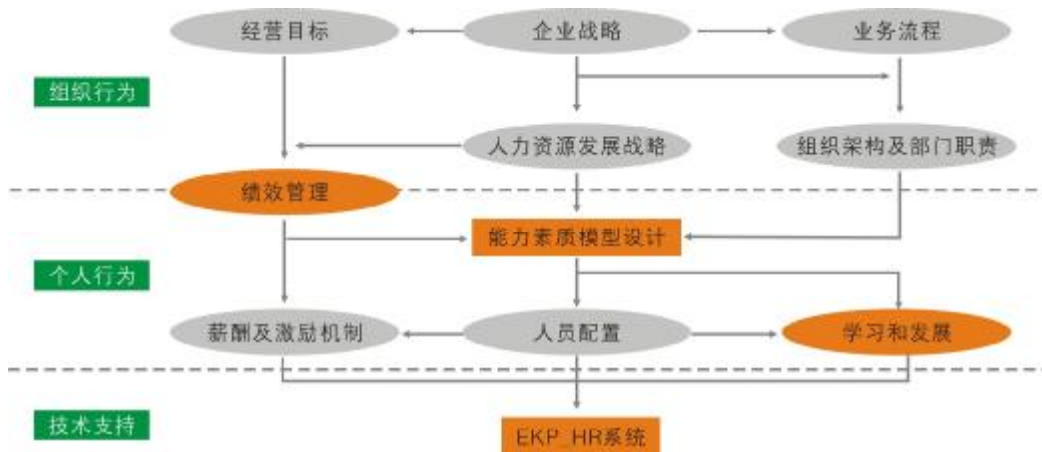 经营目标
企业战略
业务流程
组织行为
人力资源发展战略
组织架构及部门职责
绩效管理
能力素质模型设计
个人行为
薪酬及激励机制
人员配置
学习和发展
技术支持
EKP_HR系统